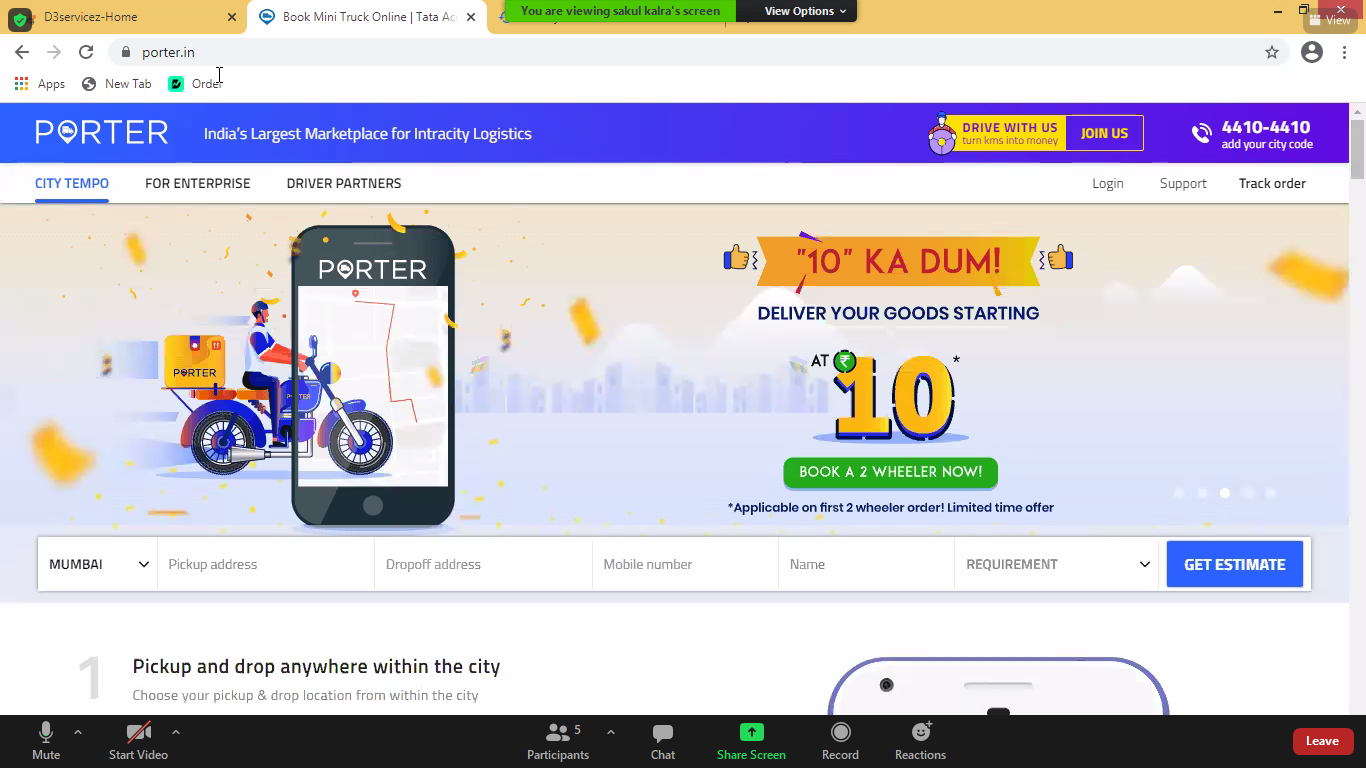 D3servicez-Home
Book Mini Truck Online | Tata Ac
You are viewing sakul kalra's screen
View Options
View
porter.in
Apps
New Tab
Order
PORTER
India's Largest Marketplace for Intracity Logistics
DRIVE WITH US
turn kms into money
JOIN US
4410-4410
add your city code
CITY TEMPO
FOR ENTERPRISE
DRIVER PARTNERS
Login
Support
Track order
PORTER
PORTER
PORTER
"10" KA DUM!
DELIVER YOUR GOODS STARTING
AT ₹10*
BOOK A 2 WHEELER NOW!
*Applicable on first 2 wheeler order! Limited time offer
MUMBAI
Pickup address
Dropoff address
Mobile number
Name
REQUIREMENT
GET ESTIMATE
1
Pickup and drop anywhere within the city
Choose your pickup & drop location from within the city
Mute
Start Video
Participants
5
Chat
Share Screen
Record
Reactions
Leave